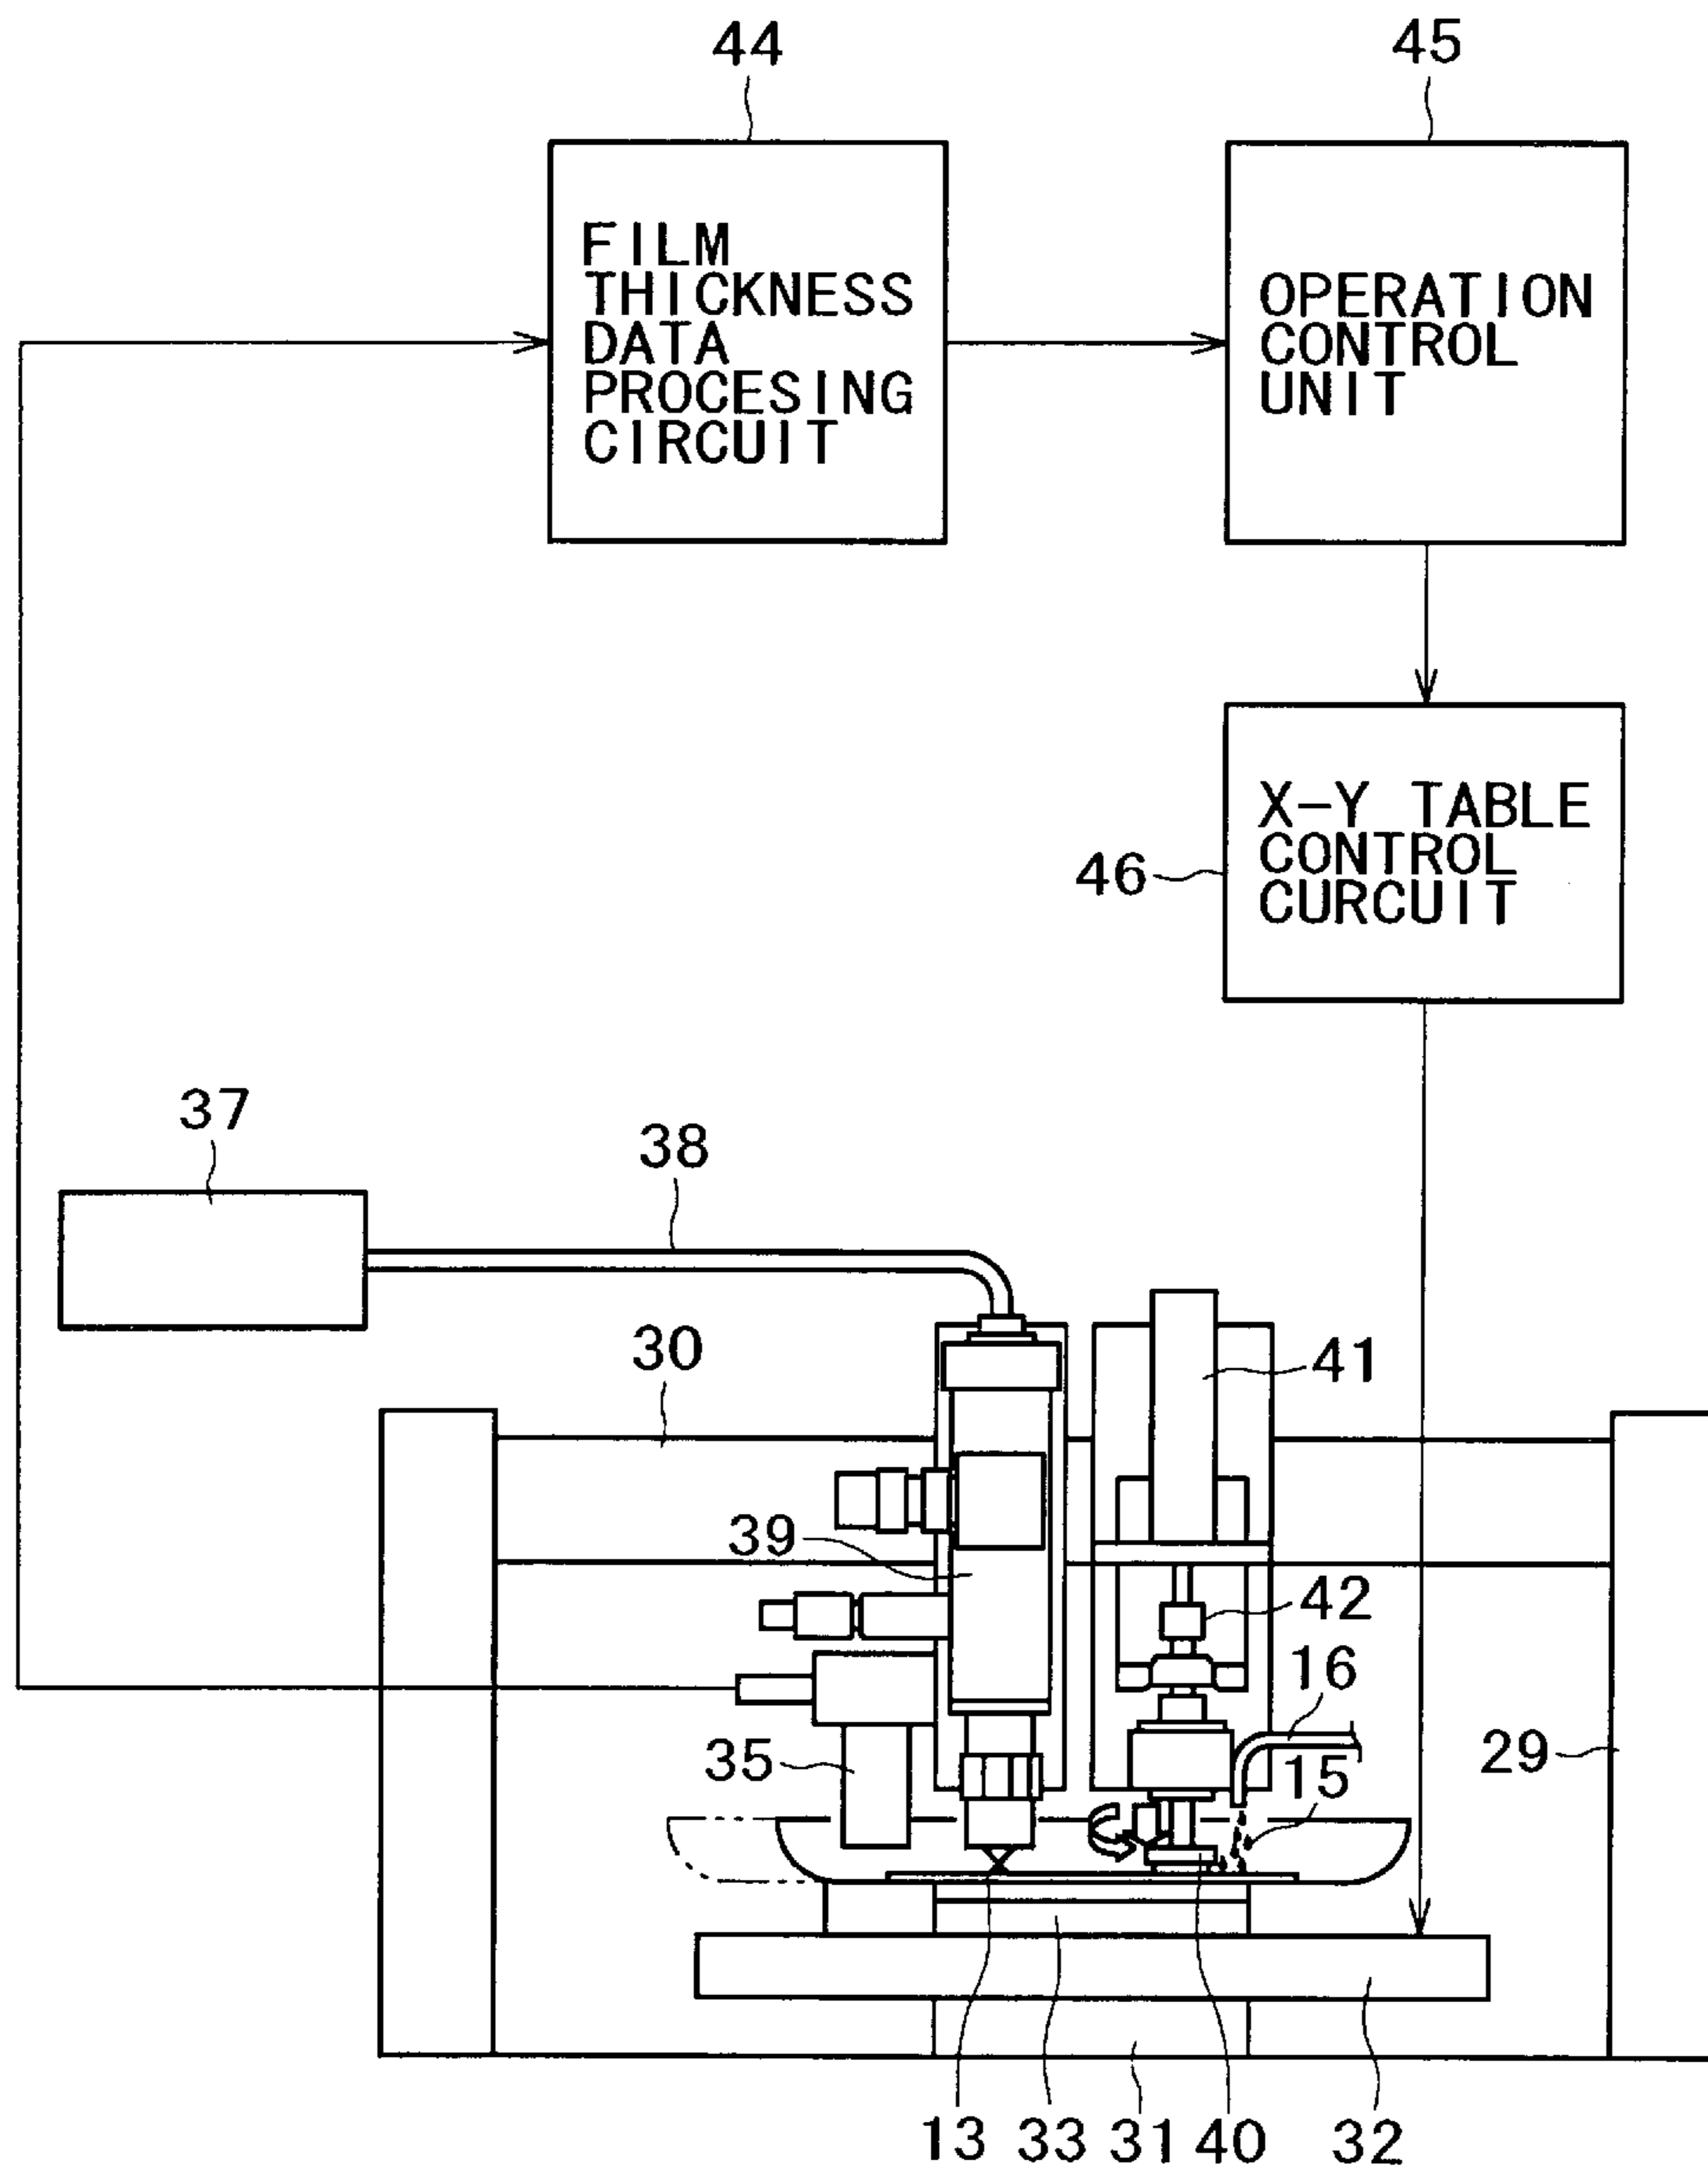 44
45
FILM
THICKNESS
DATA
PROCESING
CIRCUIT
OPERATION
CONTROL
UNIT
X-Y TABLE
CONTROL
CURCUIT
46
37
38
30
41
39
42
16
35
15
29
13
33
31
40
32